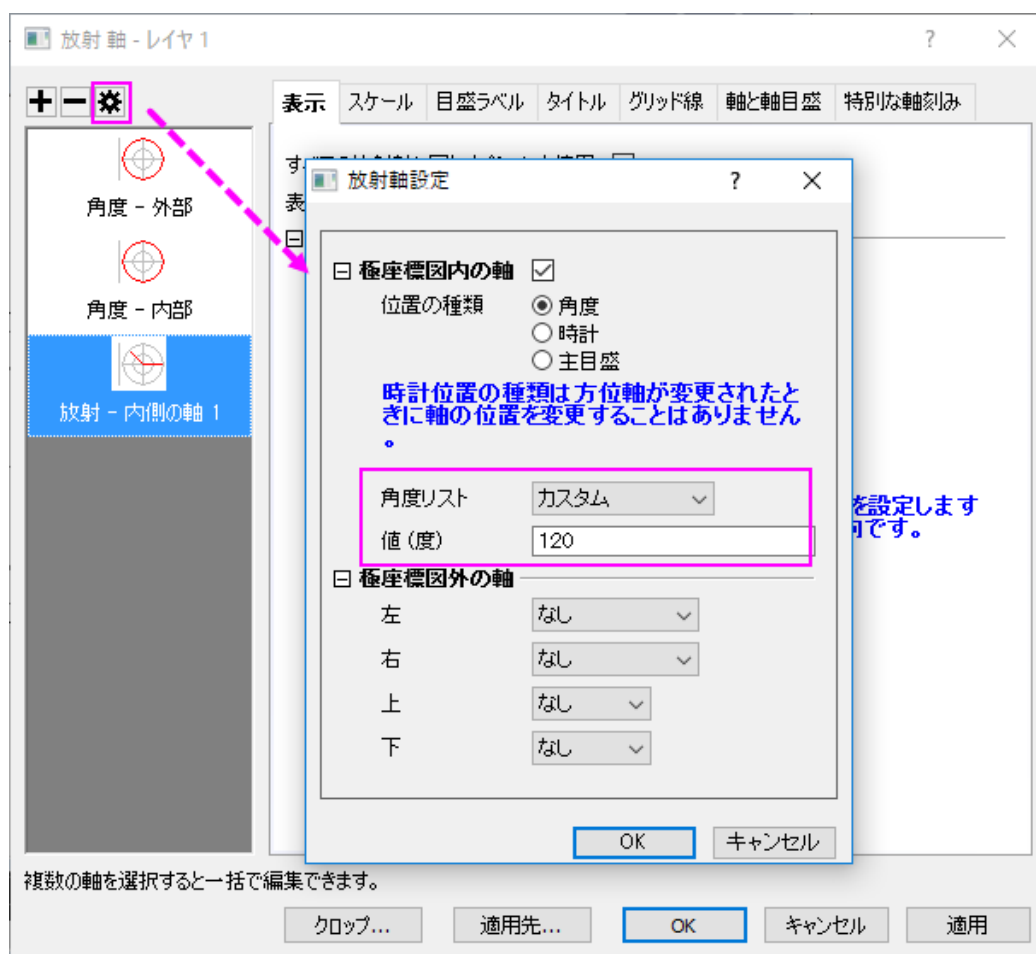 放射 軸 - レイヤ 1
表示 スケール 目盛ラベル タイトル グリッド線 軸と軸目盛 特別な軸刻み
角度 - 外部
角度 - 内部
放射 - 内側の軸 1
す
表
放射軸設定
極座標図内の軸
位置の種類
角度
時計
主目盛
時計位置の種類は方位軸が変更されたと
きに軸の位置を変更することはありません
。
角度リスト カスタム
値 (度) 120
極座標図外の軸
左 なし
右 なし
上 なし
下 なし
OK キャンセル
を設定します
です。
複数の軸を選択すると一括で編集できます。
クロップ... 適用先... OK キャンセル 適用